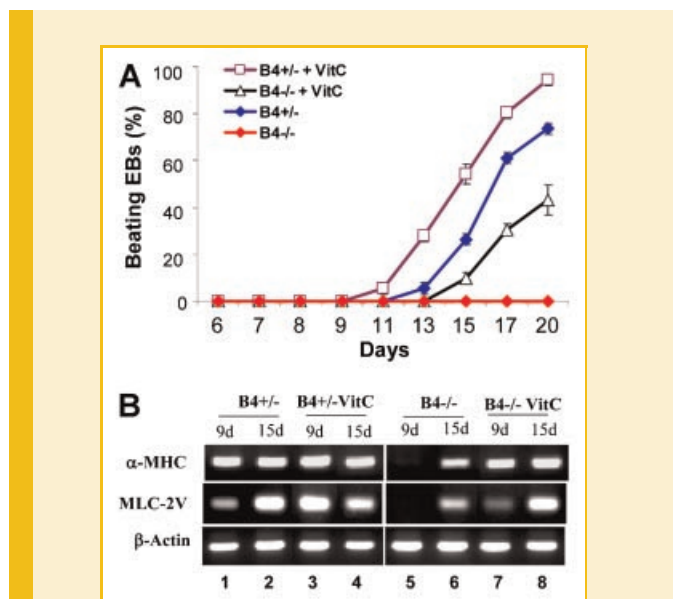 A
100
80
60
40
20
0
Beating EBs (%)
B4+/- + VitC
B4-/- + VitC
B4+/-
B4-/-
6 7 8 9 11 13 15 17 20
Days
B
B4+/- B4+/-VitC B4-/- B4-/- VitC
9d 15d 9d 15d 9d 15d 9d 15d
α-MHC
MLC-2V
β-Actin
1 2 3 4 5 6 7 8